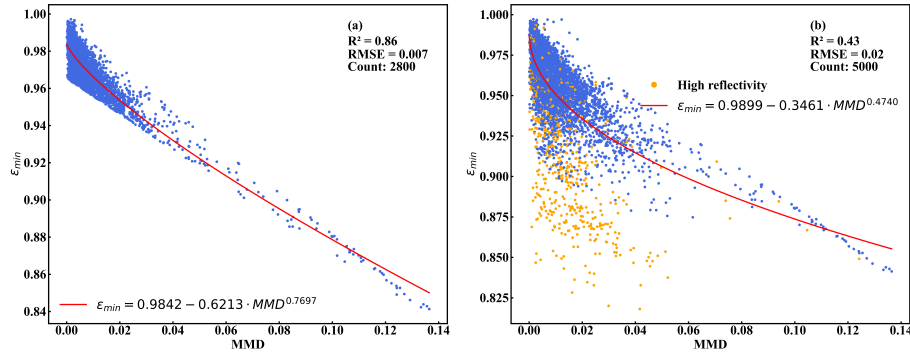 (a)
R² = 0.86
RMSE = 0.007
Count: 2800
ε_min = 0.9842 − 0.6213 · MMD^0.7697
1.00
0.98
0.96
0.94
0.92
0.90
0.88
0.86
0.84
ε_min
0.00 0.02 0.04 0.06 0.08 0.10 0.12 0.14
MMD
(b)
R² = 0.43
RMSE = 0.02
Count: 5000
High reflectivity
ε_min = 0.9899 − 0.3461 · MMD^0.4740
1.000
0.975
0.950
0.925
0.900
0.875
0.850
0.825
ε_min
0.00 0.02 0.04 0.06 0.08 0.10 0.12 0.14
MMD